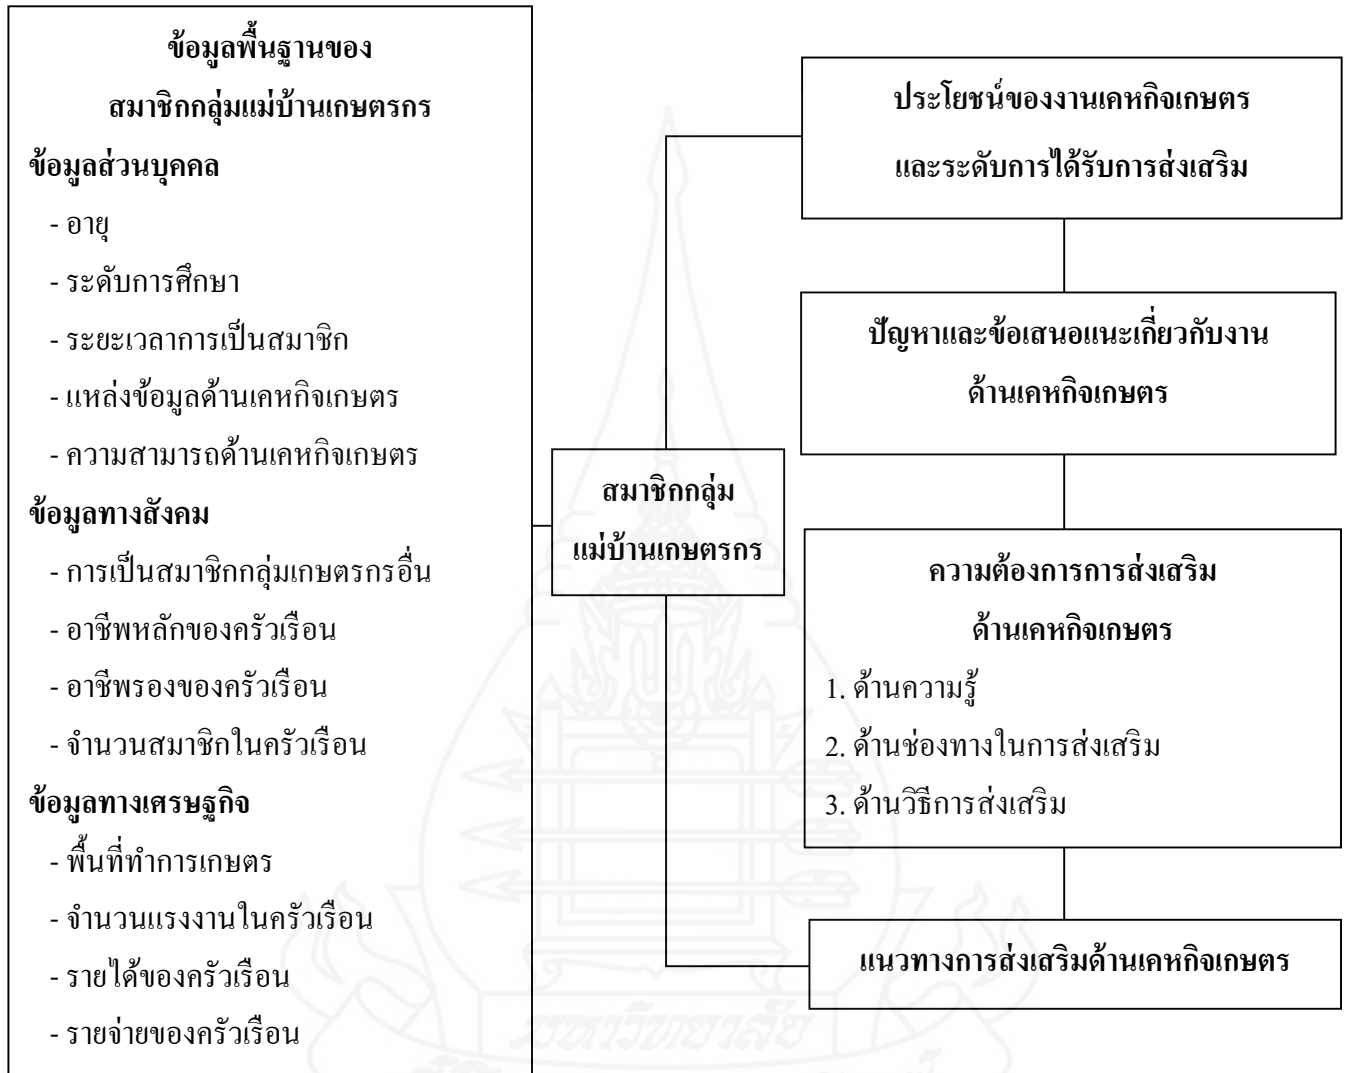 ข้อมูลพื้นฐานของ
สมาชิกกลุ่มแม่บ้านเกษตรกร
ข้อมูลส่วนบุคคล
- อายุ
- ระดับการศึกษา
- ระยะเวลาการเป็นสมาชิก
- แหล่งข้อมูลด้านเคหกิจเกษตร
- ความสามารถด้านเคหกิจเกษตร
ข้อมูลทางสังคม
- การเป็นสมาชิกกลุ่มเกษตรกรอื่น
- อาชีพหลักของครัวเรือน
- อาชีพรองของครัวเรือน
- จำนวนสมาชิกในครัวเรือน
ข้อมูลทางเศรษฐกิจ
- พื้นที่ทำการเกษตร
- จำนวนแรงงานในครัวเรือน
- รายได้ของครัวเรือน
- รายจ่ายของครัวเรือน
สมาชิกกลุ่ม
แม่บ้านเกษตรกร
ประโยชน์ของงานเคหกิจเกษตร
และระดับการได้รับการส่งเสริม
ปัญหาและข้อเสนอแนะเกี่ยวกับงาน
ด้านเคหกิจเกษตร
ความต้องการการส่งเสริม
ด้านเคหกิจเกษตร
1. ด้านความรู้
2. ด้านช่องทางในการส่งเสริม
3. ด้านวิธีการส่งเสริม
แนวทางการส่งเสริมด้านเคหกิจเกษตร
มหาวิทยาลัย